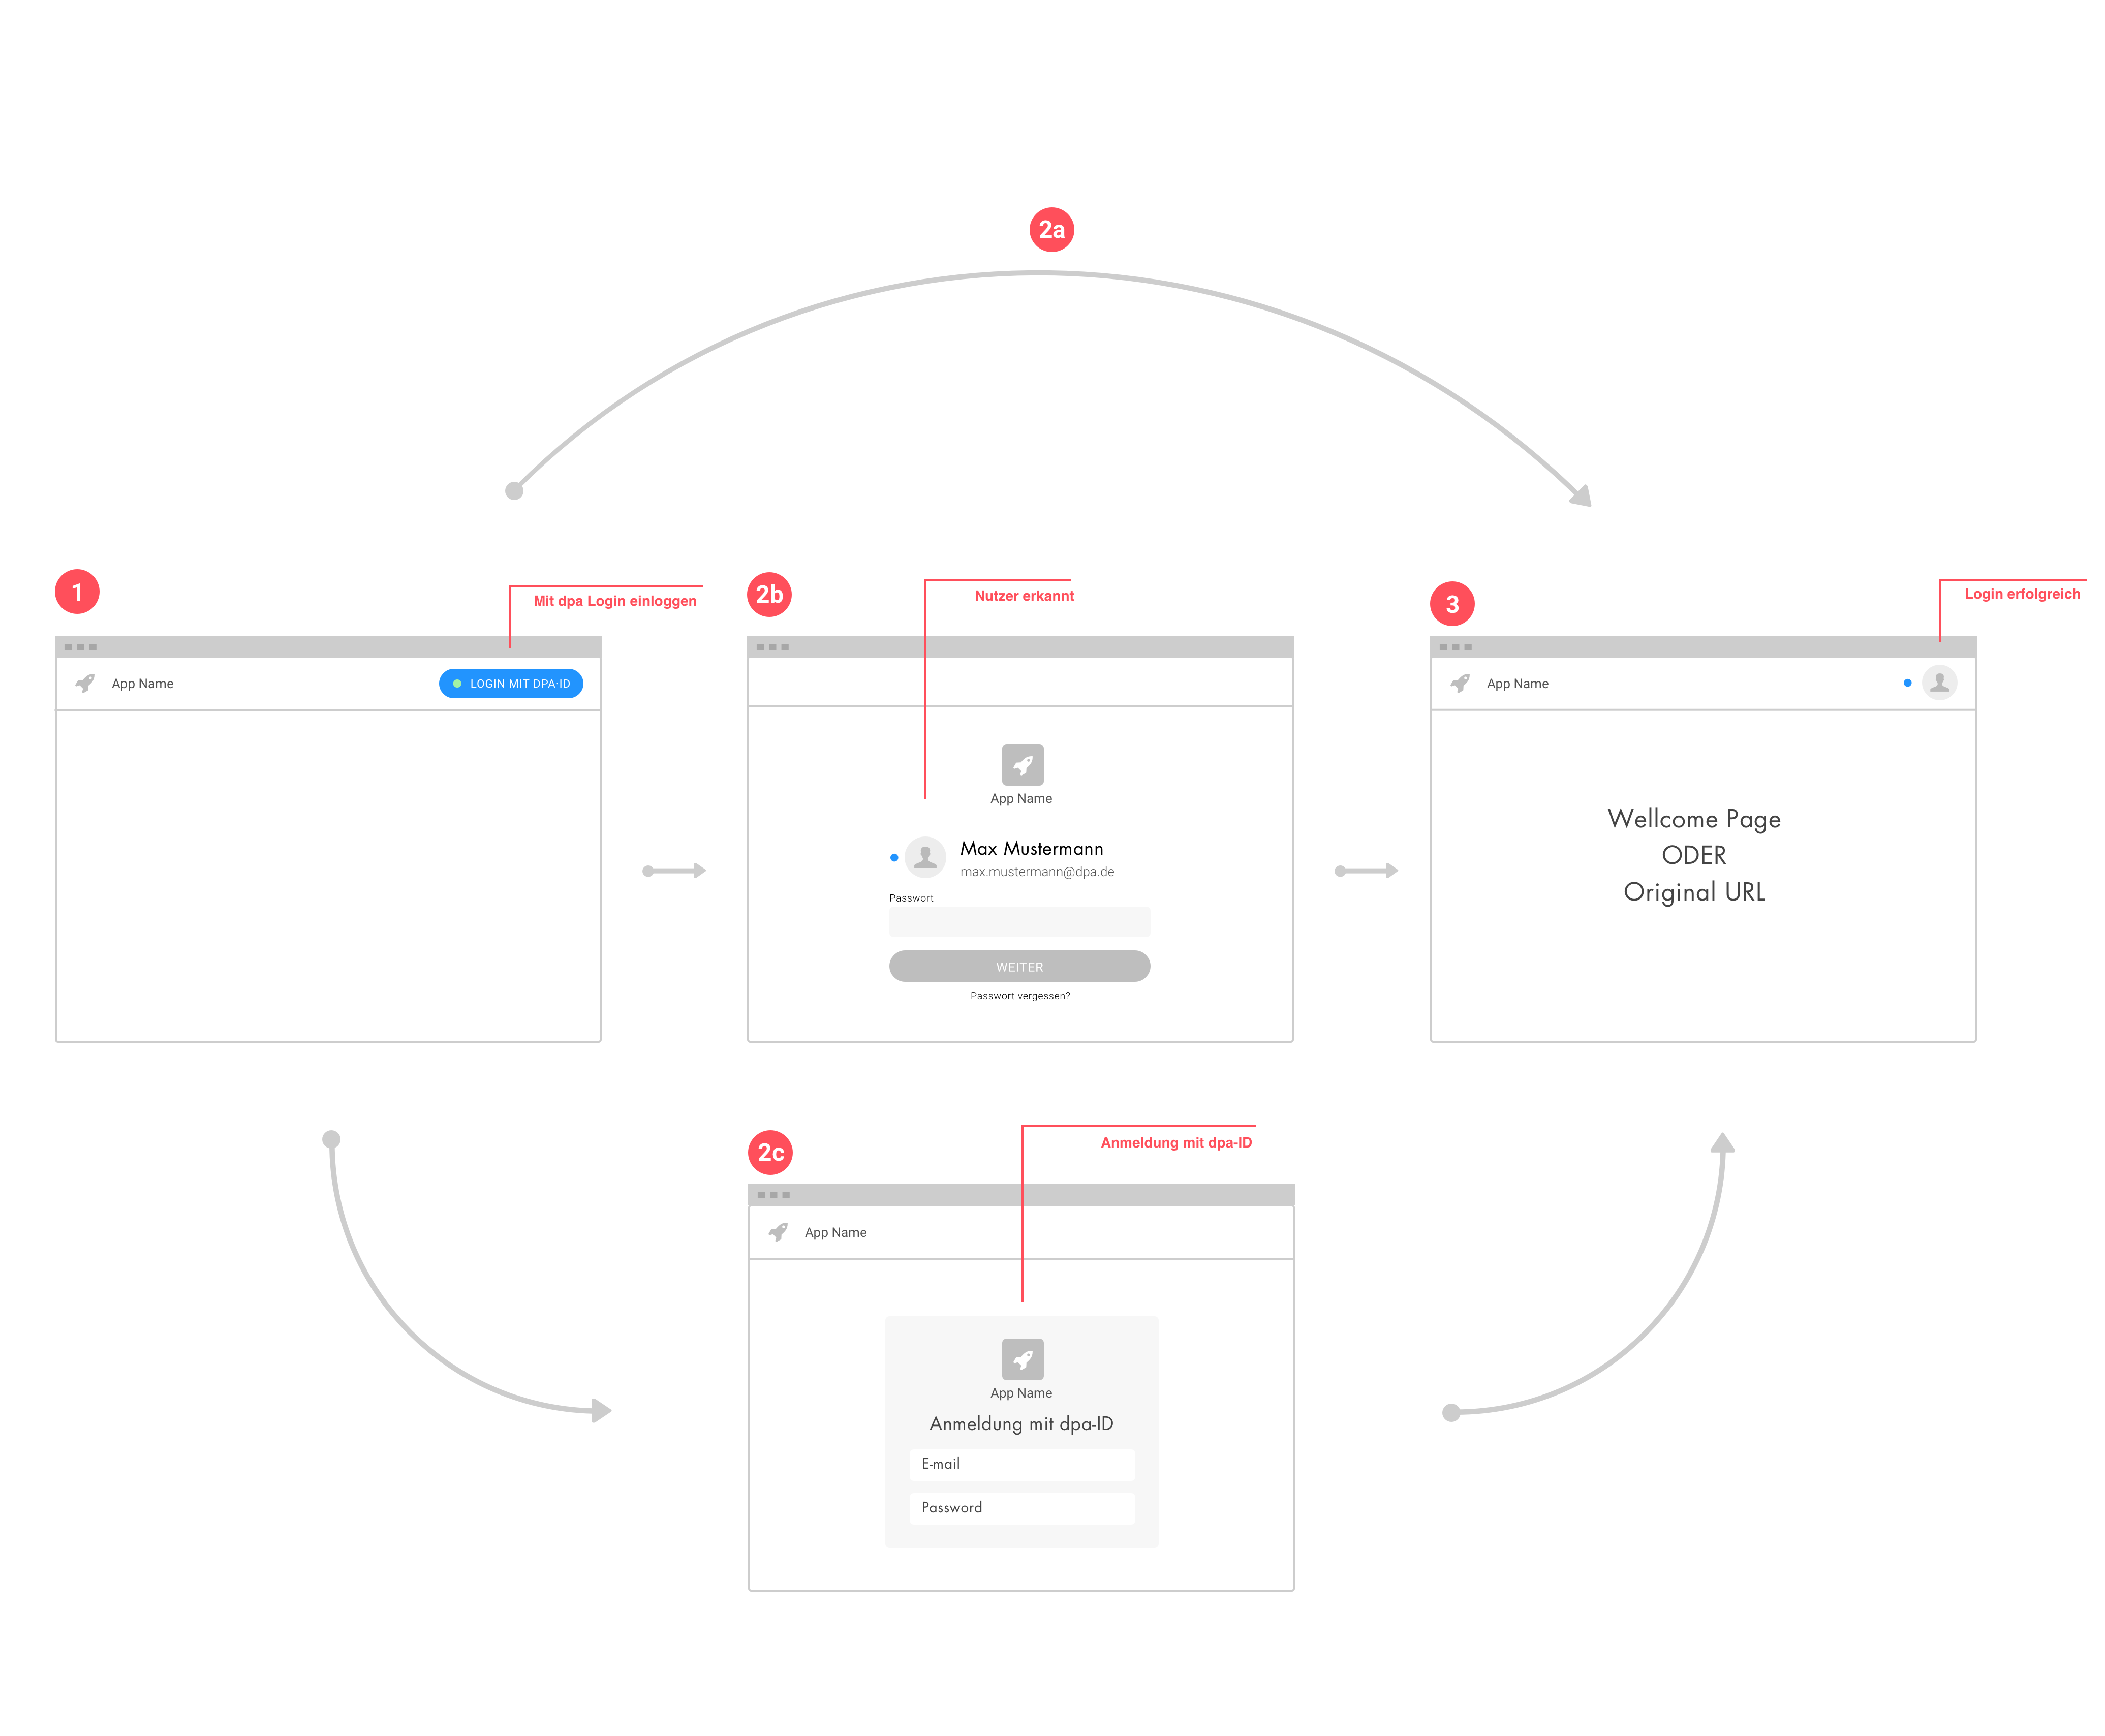 2a
1
Mit dpa Login einloggen
App Name
LOGIN MIT DPA·ID
2b
Nutzer erkannt
App Name
Max Mustermann
max.mustermann@dpa.de
Passwort
WEITER
Passwort vergessen?
3
Login erfolgreich
App Name
Wellcome Page
ODER
Original URL
2c
Anmeldung mit dpa-ID
App Name
App Name
Anmeldung mit dpa-ID
E-mail
Password